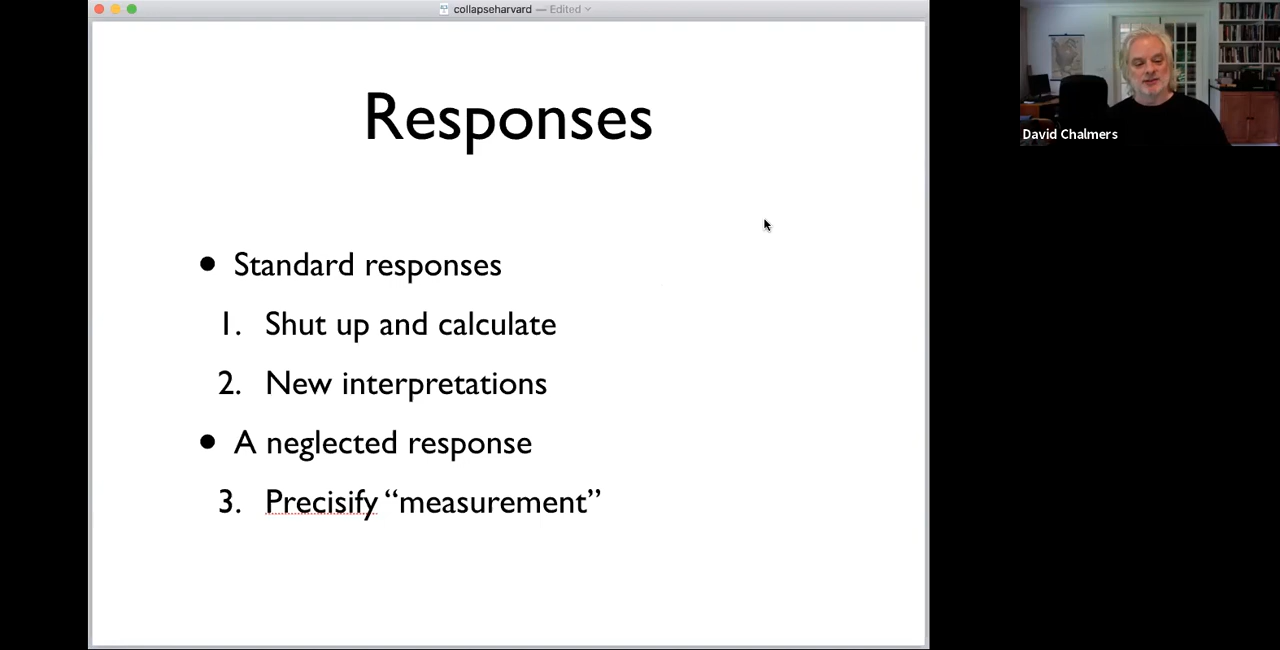 collapseharvard — Edited
Responses
• Standard responses
1. Shut up and calculate
2. New interpretations
• A neglected response
3. Precisify “measurement”
David Chalmers